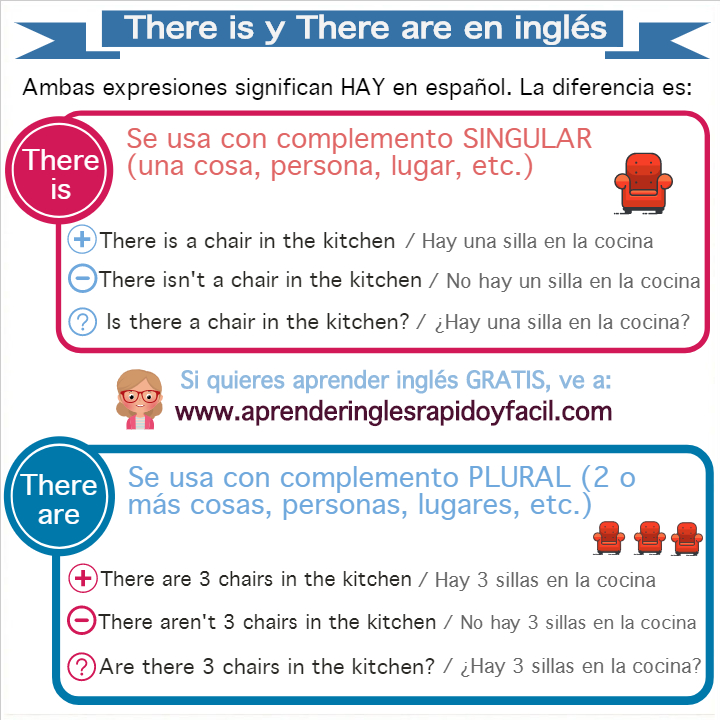 There is y There are en inglés
Ambas expresiones significan HAY en español. La diferencia es:
There is
Se usa con complemento SINGULAR
(una cosa, persona, lugar, etc.)
+ There is a chair in the kitchen / Hay una silla en la cocina
− There isn't a chair in the kitchen / No hay un silla en la cocina
? Is there a chair in the kitchen? / ¿Hay una silla en la cocina?
Si quieres aprender inglés GRATIS, ve a:
www.aprenderinglesrapidoyfacil.com
There are
Se usa con complemento PLURAL (2 o
más cosas, personas, lugares, etc.)
+ There are 3 chairs in the kitchen / Hay 3 sillas en la cocina
− There aren't 3 chairs in the kitchen / No hay 3 sillas en la cocina
? Are there 3 chairs in the kitchen? / ¿Hay 3 sillas en la cocina?